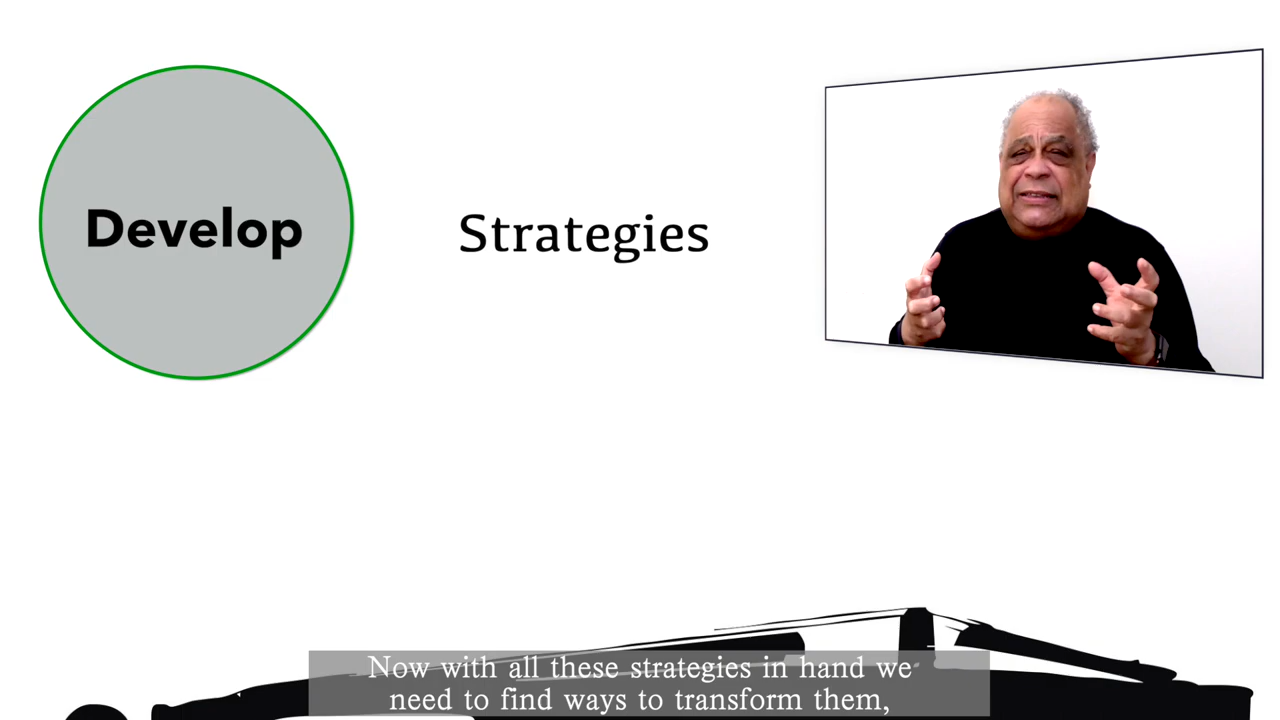 Develop
Strategies
Now with all these strategies in hand we
need to find ways to transform them,